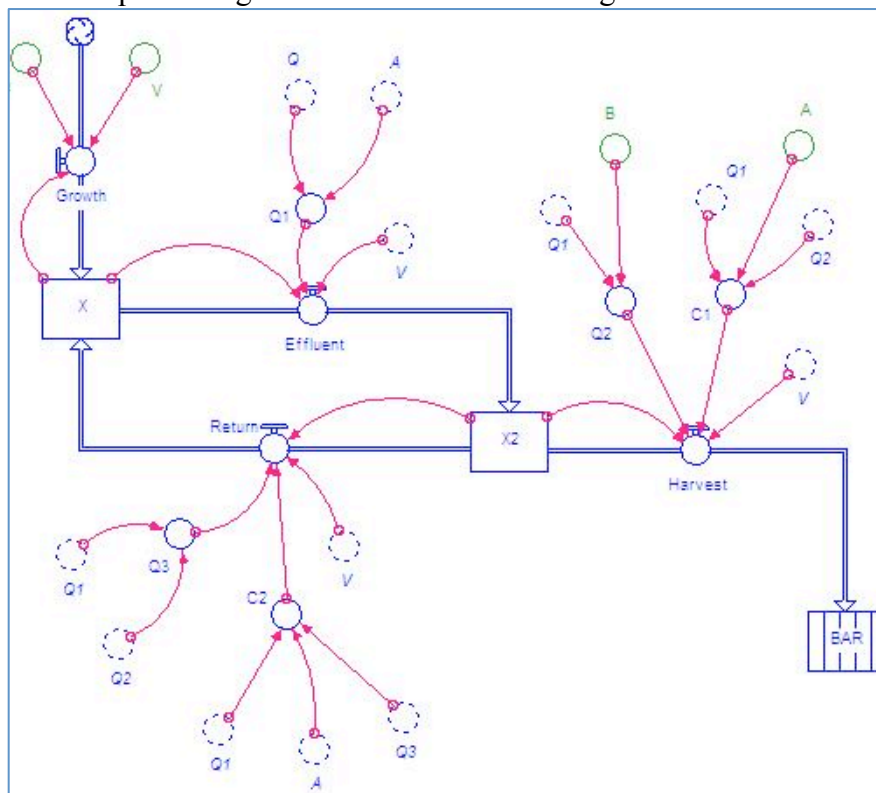 Q
A
V
B
A
Growth
Q1
Q1
Q1
Q2
X
V
Q2
C1
Effluent
V
Return
X2
Harvest
Q1
Q3
V
C2
Q2
BAR
Q1
A
Q3